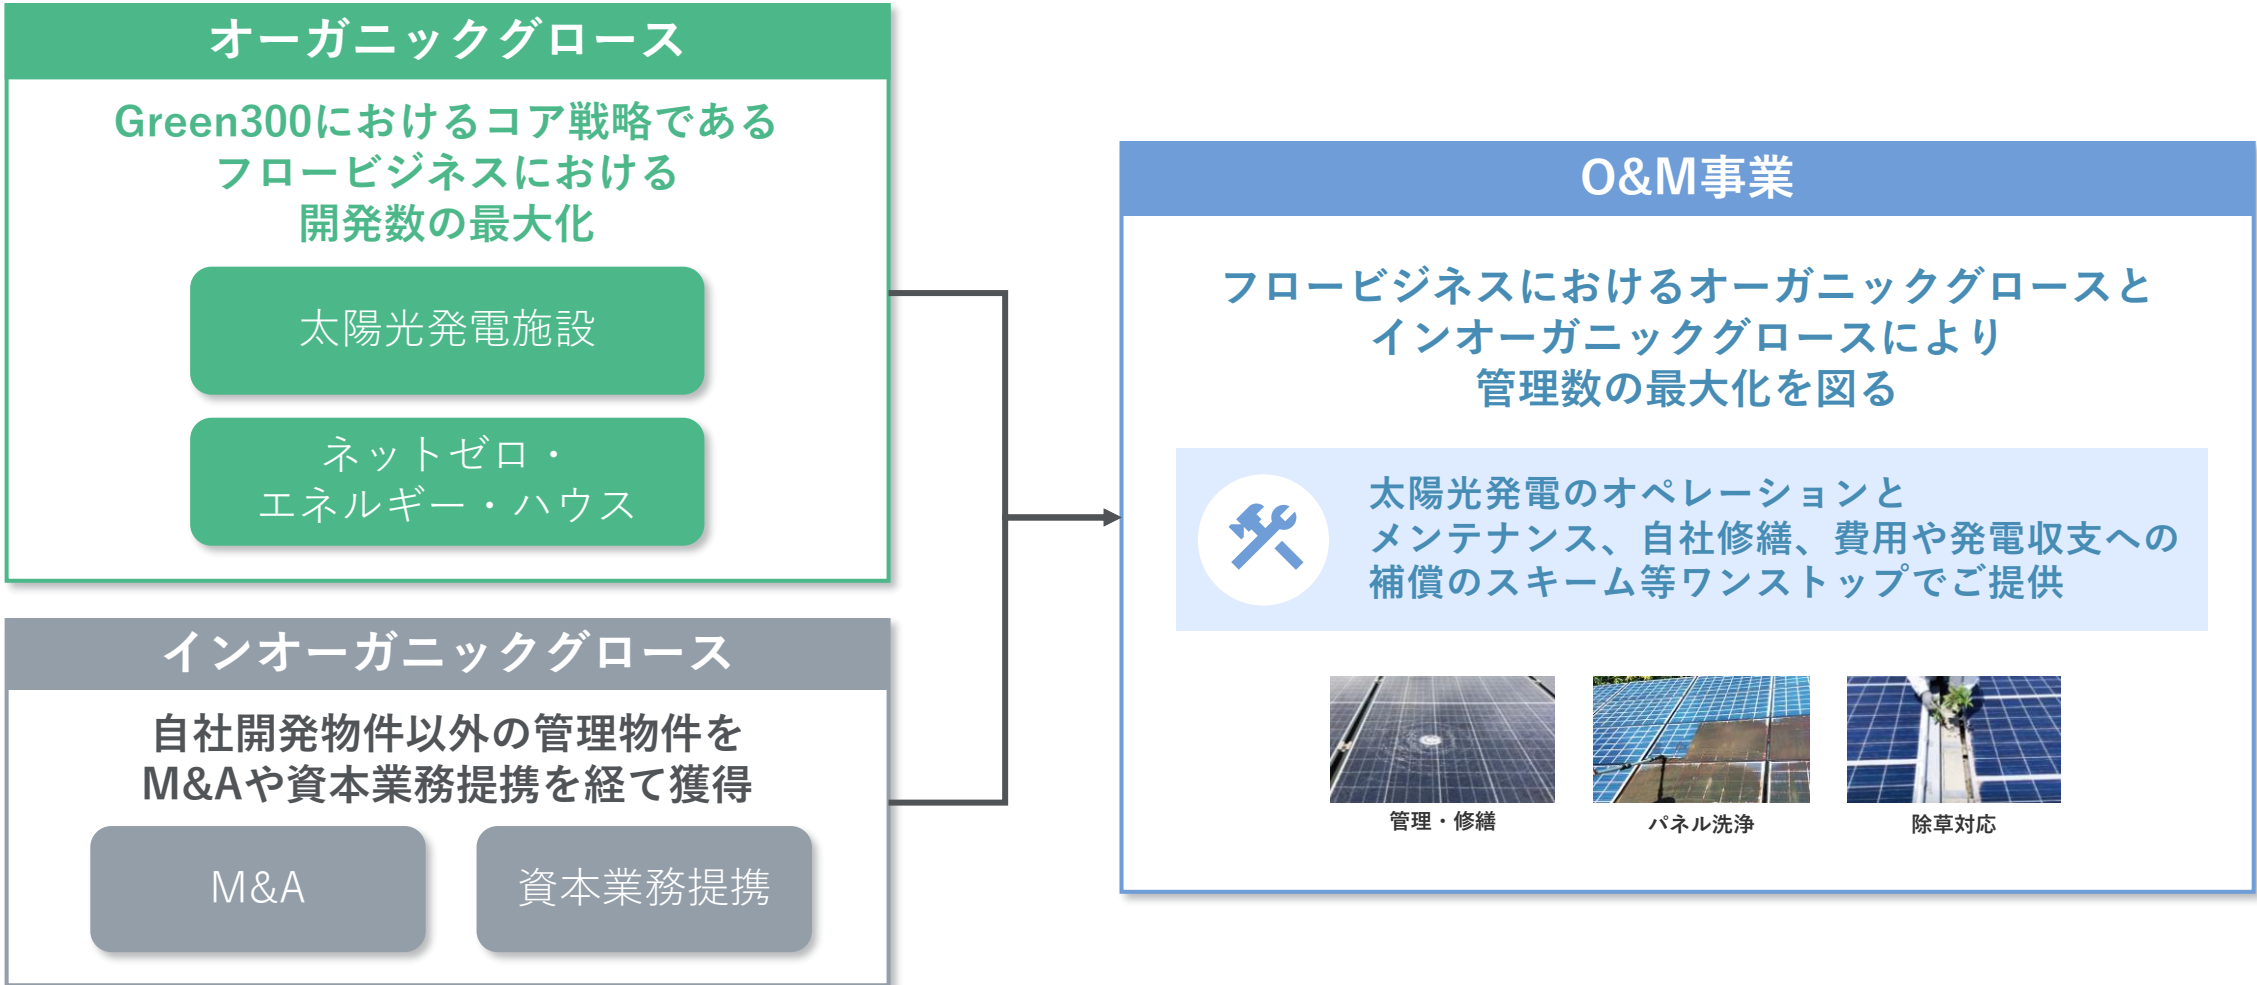 オーガニックグロース
Green300におけるコア戦略である
フロービジネスにおける
開発数の最大化
太陽光発電施設
ネットゼロ・
エネルギー・ハウス
インオーガニックグロース
自社開発物件以外の管理物件を
M&Aや資本業務提携を経て獲得
M&A
資本業務提携
O&M事業
フロービジネスにおけるオーガニックグロースと
インオーガニックグロースにより
管理数の最大化を図る
太陽光発電のオペレーションと
メンテナンス、自社修繕、費用や発電収支への
補償のスキーム等ワンストップでご提供
管理・修繕
パネル洗浄
除草対応